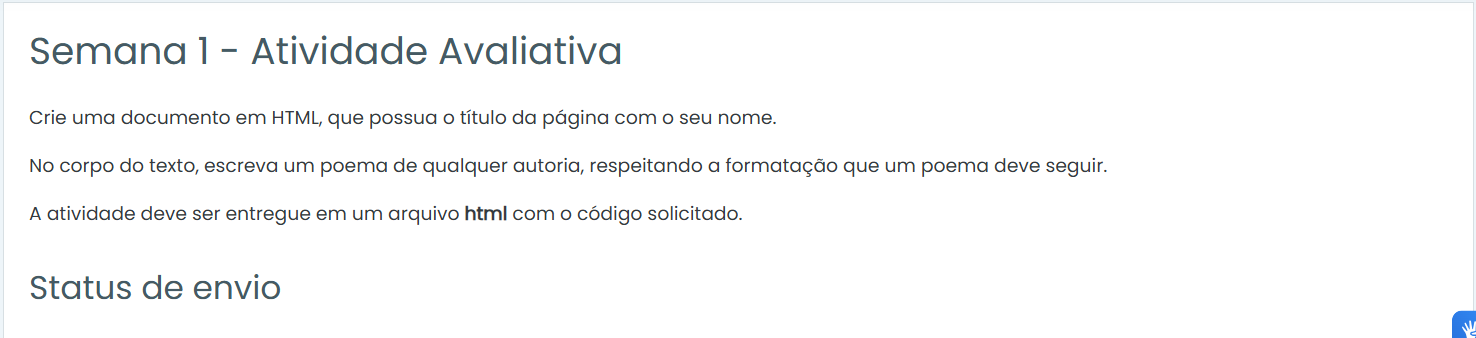 Semana 1 - Atividade Avaliativa
Crie uma documento em HTML, que possua o título da página com o seu nome.
No corpo do texto, escreva um poema de qualquer autoria, respeitando a formatação que um poema deve seguir.
A atividade deve ser entregue em um arquivo html com o código solicitado.
Status de envio